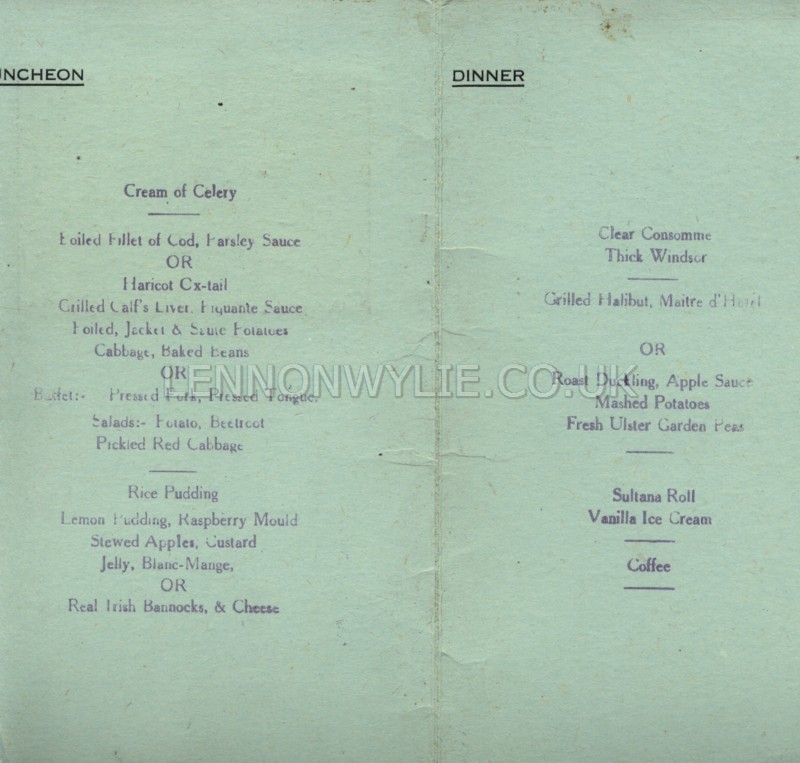 UNCHEON
Cream of Celery
Boiled Fillet of Cod, Parsley Sauce
OR
Haricot Ox-tail
Grilled Calf's Liver, Piquante Sauce
Boiled, Jacket & Saute Potatoes
Cabbage, Baked Beans
OR
Buffet:- Pressed Pork, Pressed Tongue,
Salads:- Potato, Beetroot
Pickled Red Cabbage
Rice Pudding
Lemon Pudding, Raspberry Mould
Stewed Apples, Custard
Jelly, Blanc-Mange,
OR
Real Irish Bannocks, & Cheese
DINNER
Clear Consomme
Thick Windsor
Grilled Halibut, Maitre d'Hotel
OR
Roast Duckling, Apple Sauce
Mashed Potatoes
Fresh Ulster Garden Peas
Sultana Roll
Vanilla Ice Cream
Coffee
LENNONWYLIE.CO.UK